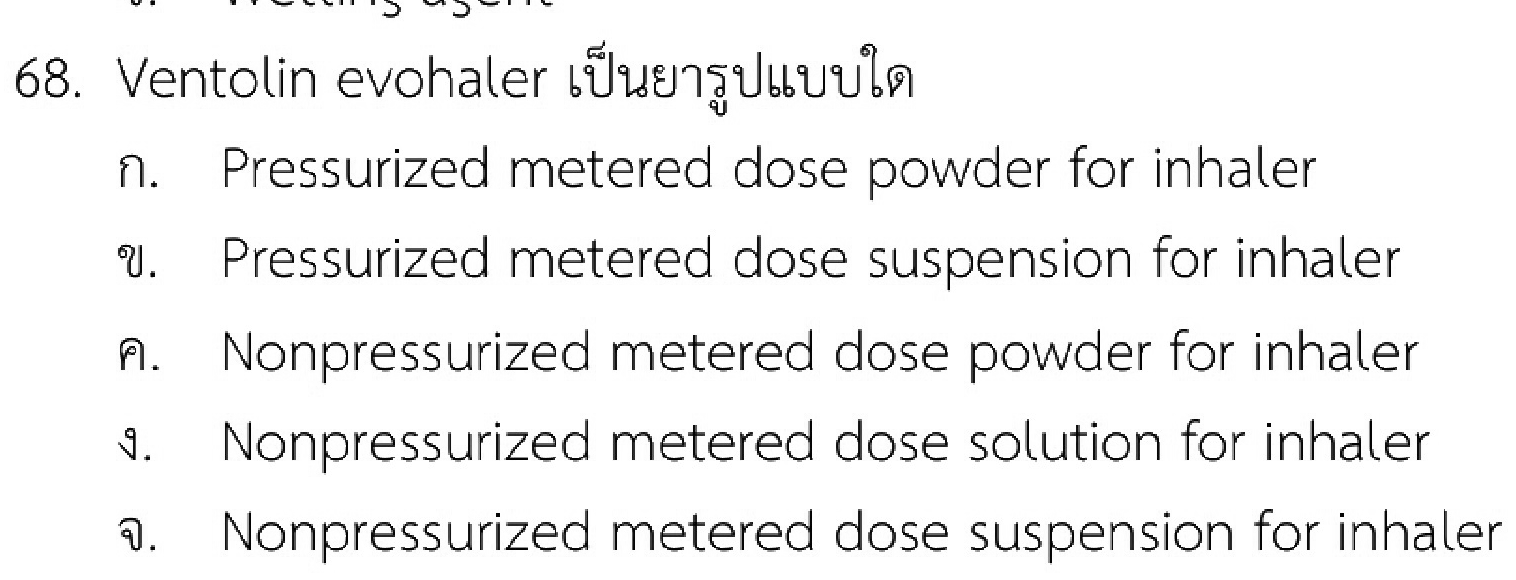 68. Ventolin evohaler เป็นยารูปแบบใด
ก. Pressurized metered dose powder for inhaler
ข. Pressurized metered dose suspension for inhaler
ค. Nonpressurized metered dose powder for inhaler
ง. Nonpressurized metered dose solution for inhaler
จ. Nonpressurized metered dose suspension for inhaler